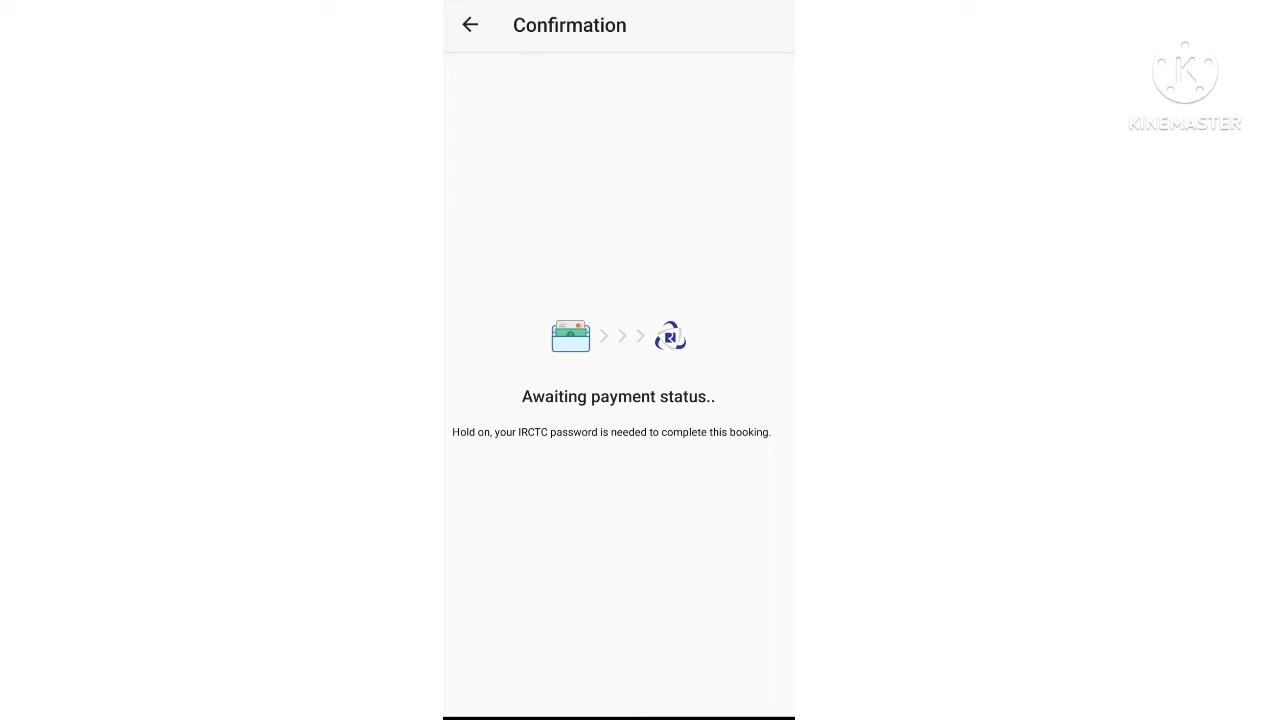 Confirmation
KINEMASTER
Awaiting payment status..
Hold on, your IRCTC password is needed to complete this booking.